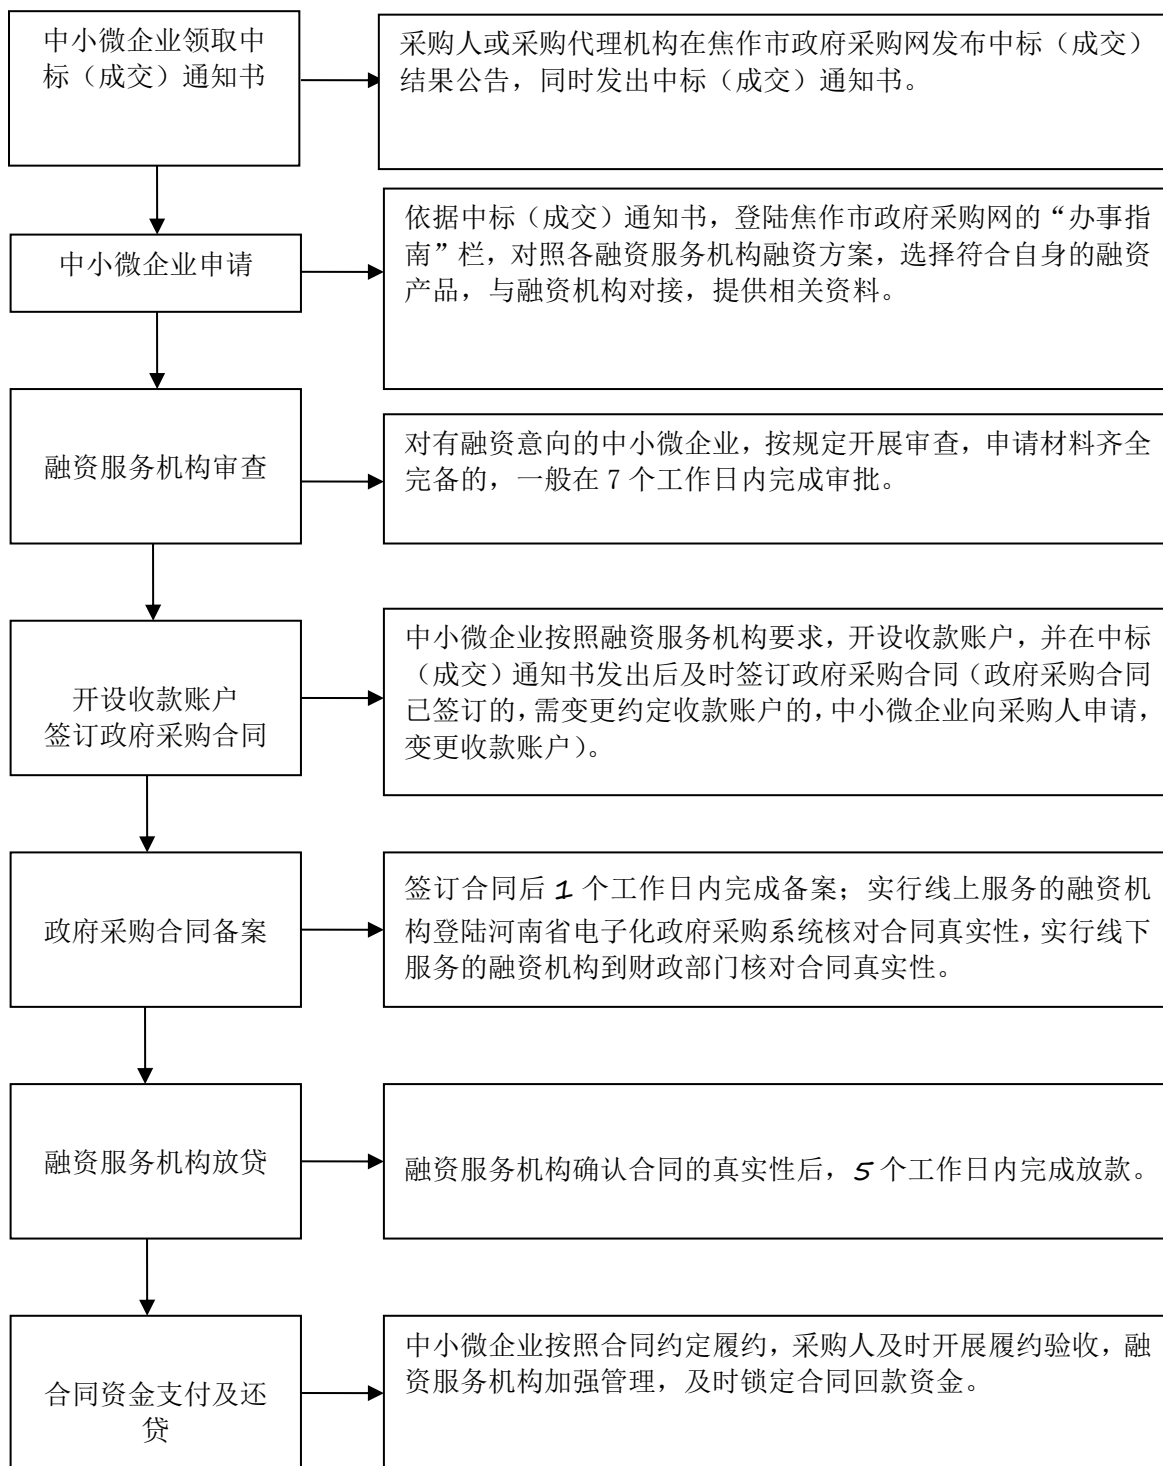 中小微企业领取中
标（成交）通知书
采购人或采购代理机构在焦作市政府采购网发布中标（成交）
结果公告，同时发出中标（成交）通知书。
中小微企业申请
依据中标（成交）通知书，登陆焦作市政府采购网的“办事指
南”栏，对照各融资服务机构融资方案，选择符合自身的融资
产品，与融资机构对接，提供相关资料。
融资服务机构审查
对有融资意向的中小微企业，按规定开展审查，申请材料齐全
完备的，一般在 7 个工作日内完成审批。
开设收款账户
签订政府采购合同
中小微企业按照融资服务机构要求，开设收款账户，并在中标
（成交）通知书发出后及时签订政府采购合同（政府采购合同
已签订的，需变更约定收款账户的，中小微企业向采购人申请，
变更收款账户）。
政府采购合同备案
签订合同后 1 个工作日内完成备案；实行线上服务的融资机
构登陆河南省电子化政府采购系统核对合同真实性，实行线下
服务的融资机构到财政部门核对合同真实性。
融资服务机构放贷
融资服务机构确认合同的真实性后，5 个工作日内完成放款。
合同资金支付及还
贷
中小微企业按照合同约定履约，采购人及时开展履约验收，融
资服务机构加强管理，及时锁定合同回款资金。